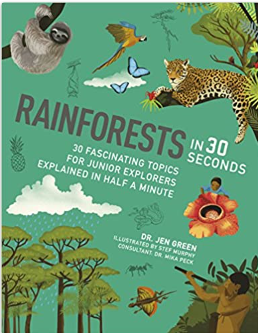 RAINFORESTS IN 30 SECONDS
30 FASCINATING TOPICS
FOR JUNIOR EXPLORERS
EXPLAINED IN HALF A MINUTE
DR. JEN GREEN
ILLUSTRATED BY STEF MURPHY
CONSULTANT: DR. MIKA PECK